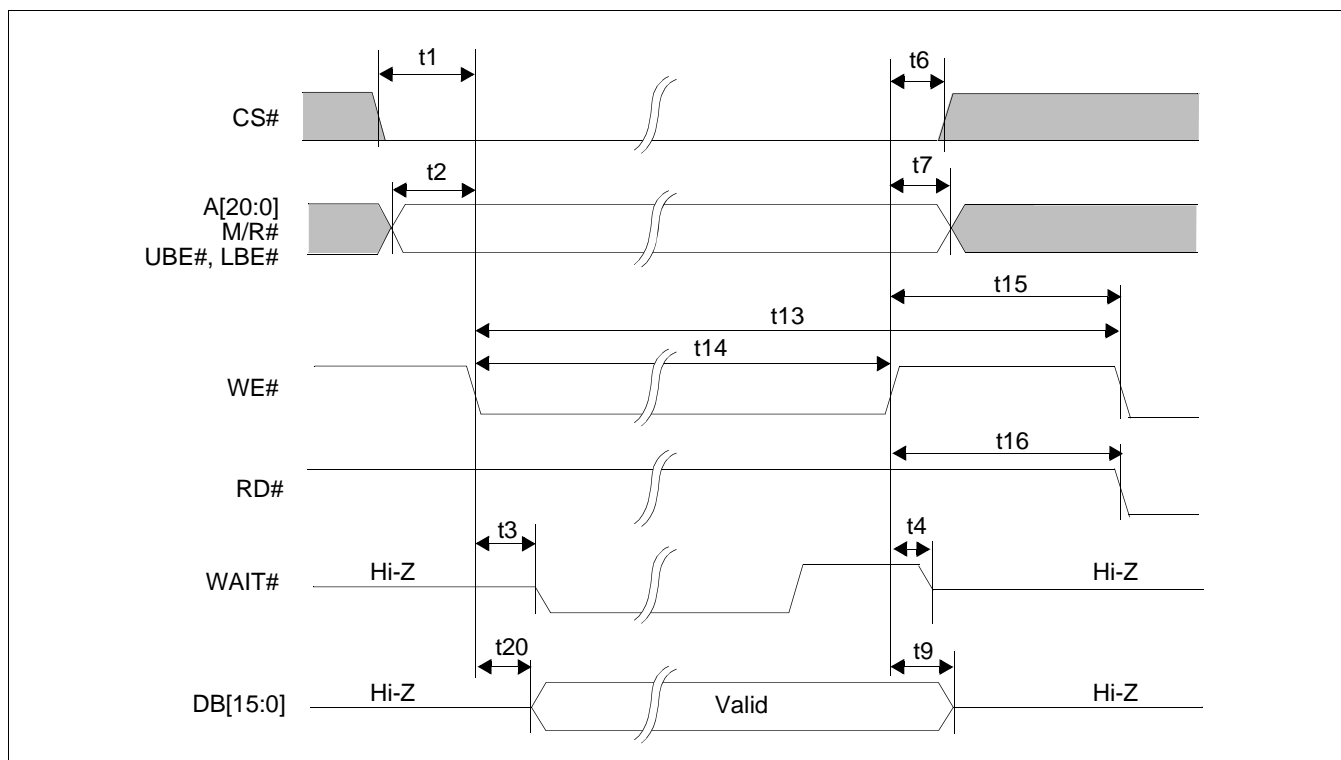 t1
t6
CS#
t2
t7
A[20:0]
M/R#
UBE#, LBE#
t15
t13
t14
WE#
t16
RD#
t3
t4
Hi-Z
Hi-Z
WAIT#
t20
t9
Hi-Z
Hi-Z
DB[15:0]
Valid